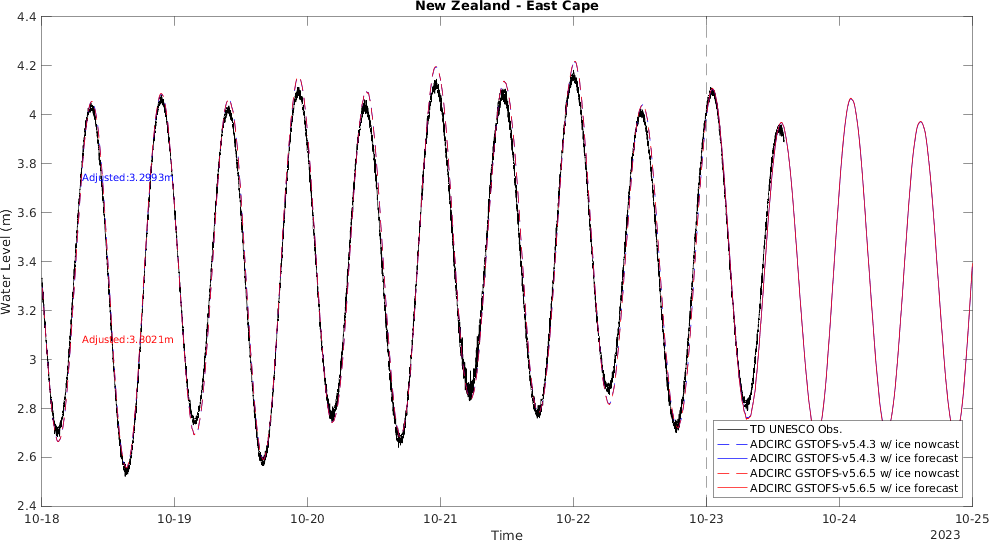 New Zealand - East Cape
4.4
4.2
4
3.8
3.6
3.4
3.2
3
2.8
2.6
2.4
Water Level (m)
Adjusted:3.2993m
Adjusted:3.3021m
TD UNESCO Obs.
ADCIRC GSTOFS-v5.4.3 w/ ice nowcast
ADCIRC GSTOFS-v5.4.3 w/ ice forecast
ADCIRC GSTOFS-v5.6.5 w/ ice nowcast
ADCIRC GSTOFS-v5.6.5 w/ ice forecast
10-18 10-19 10-20 10-21 10-22 10-23 10-24 10-25
Time
2023